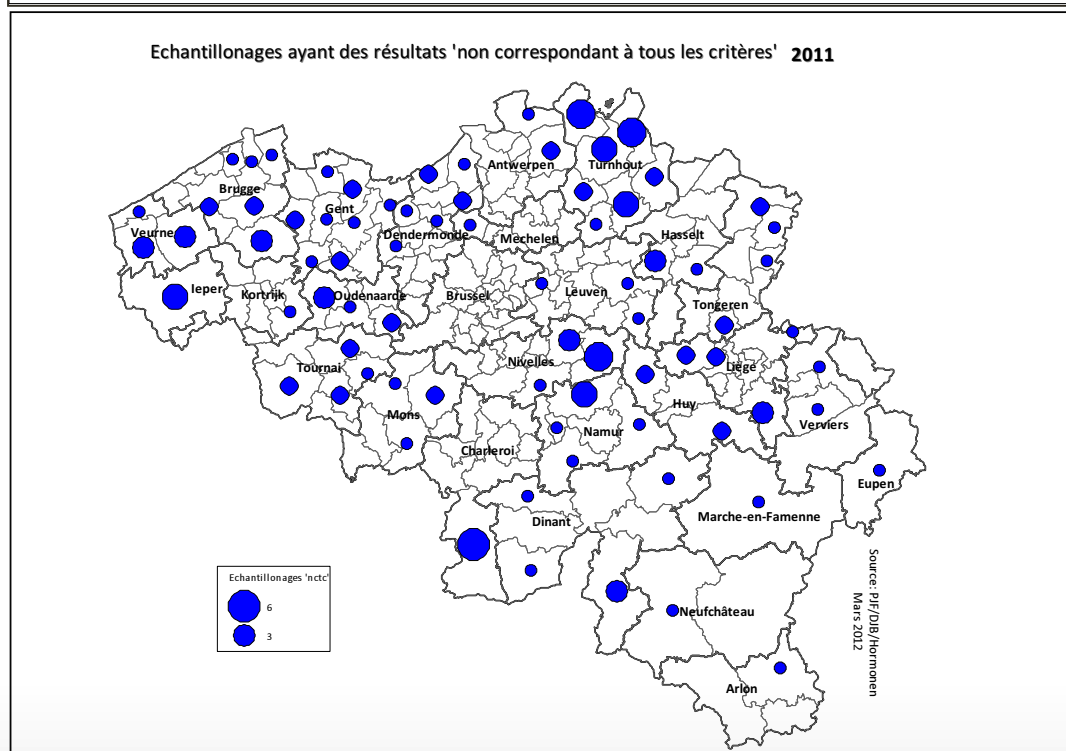 Echantillonages ayant des résultats 'non correspondant à tous les critères' 2011
Antwerpen
Turnhout
Brugge
Gent
Veurne
Dendermonde
Mechelen
Hasselt
Ieper
Kortrijk
Oudenaarde
Brussel
Leuven
Tongeren
Tournai
Nivelles
Liège
Mons
Huy
Verviers
Namur
Charleroi
Eupen
Dinant
Marche-en-Famenne
Neufchâteau
Arlon
Echantillonages 'nctc'
6
3
Source: PJF/DJB/Hormonen
Mars 2012